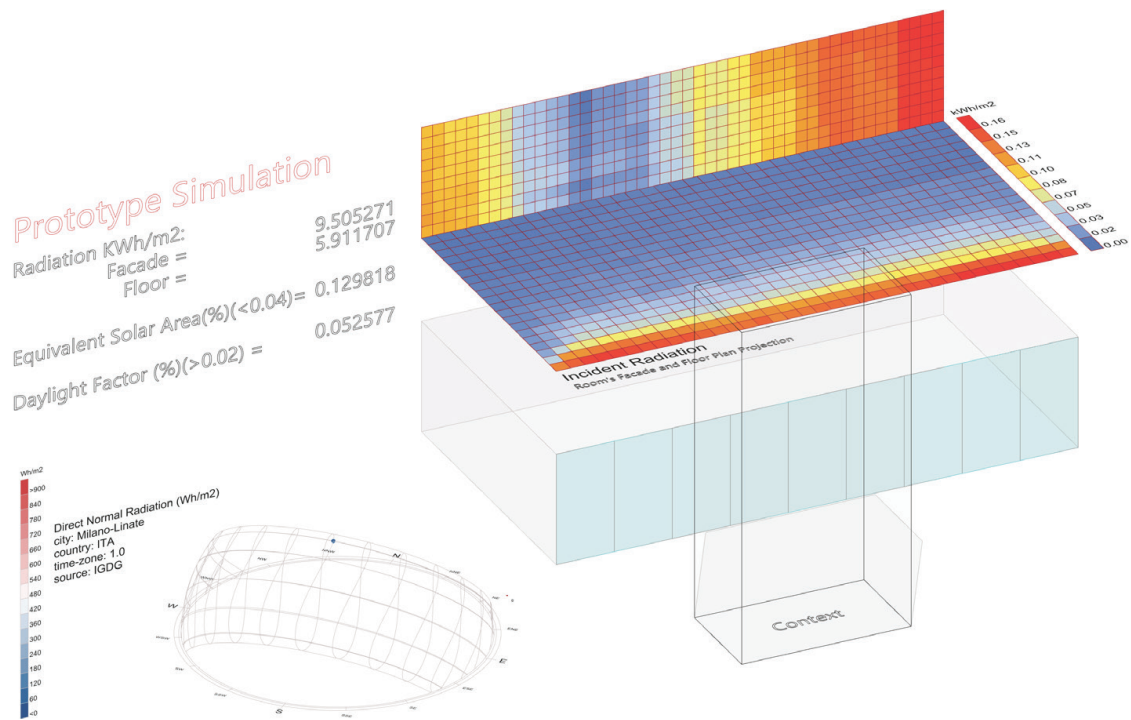 Prototype Simulation
Radiation KWh/m2:
Facade = 9.505271
Floor = 5.911707
Equivalent Solar Area(%)(<0.04)= 0.129818
Daylight Factor (%)(>0.02) = 0.052577
kWh/m2
0.16
0.15
0.13
0.11
0.10
0.08
0.07
0.05
0.03
0.02
0.00
Incident Radiation
Room's Facade and Floor Plan Projection
Context
Wh/m2
>900
840
780
720
660
600
540
480
420
360
300
240
180
120
60
<0
Direct Normal Radiation (Wh/m2)
city: Milano-Linate
country: ITA
time-zone: 1.0
source: IGDG
N
W
E
S